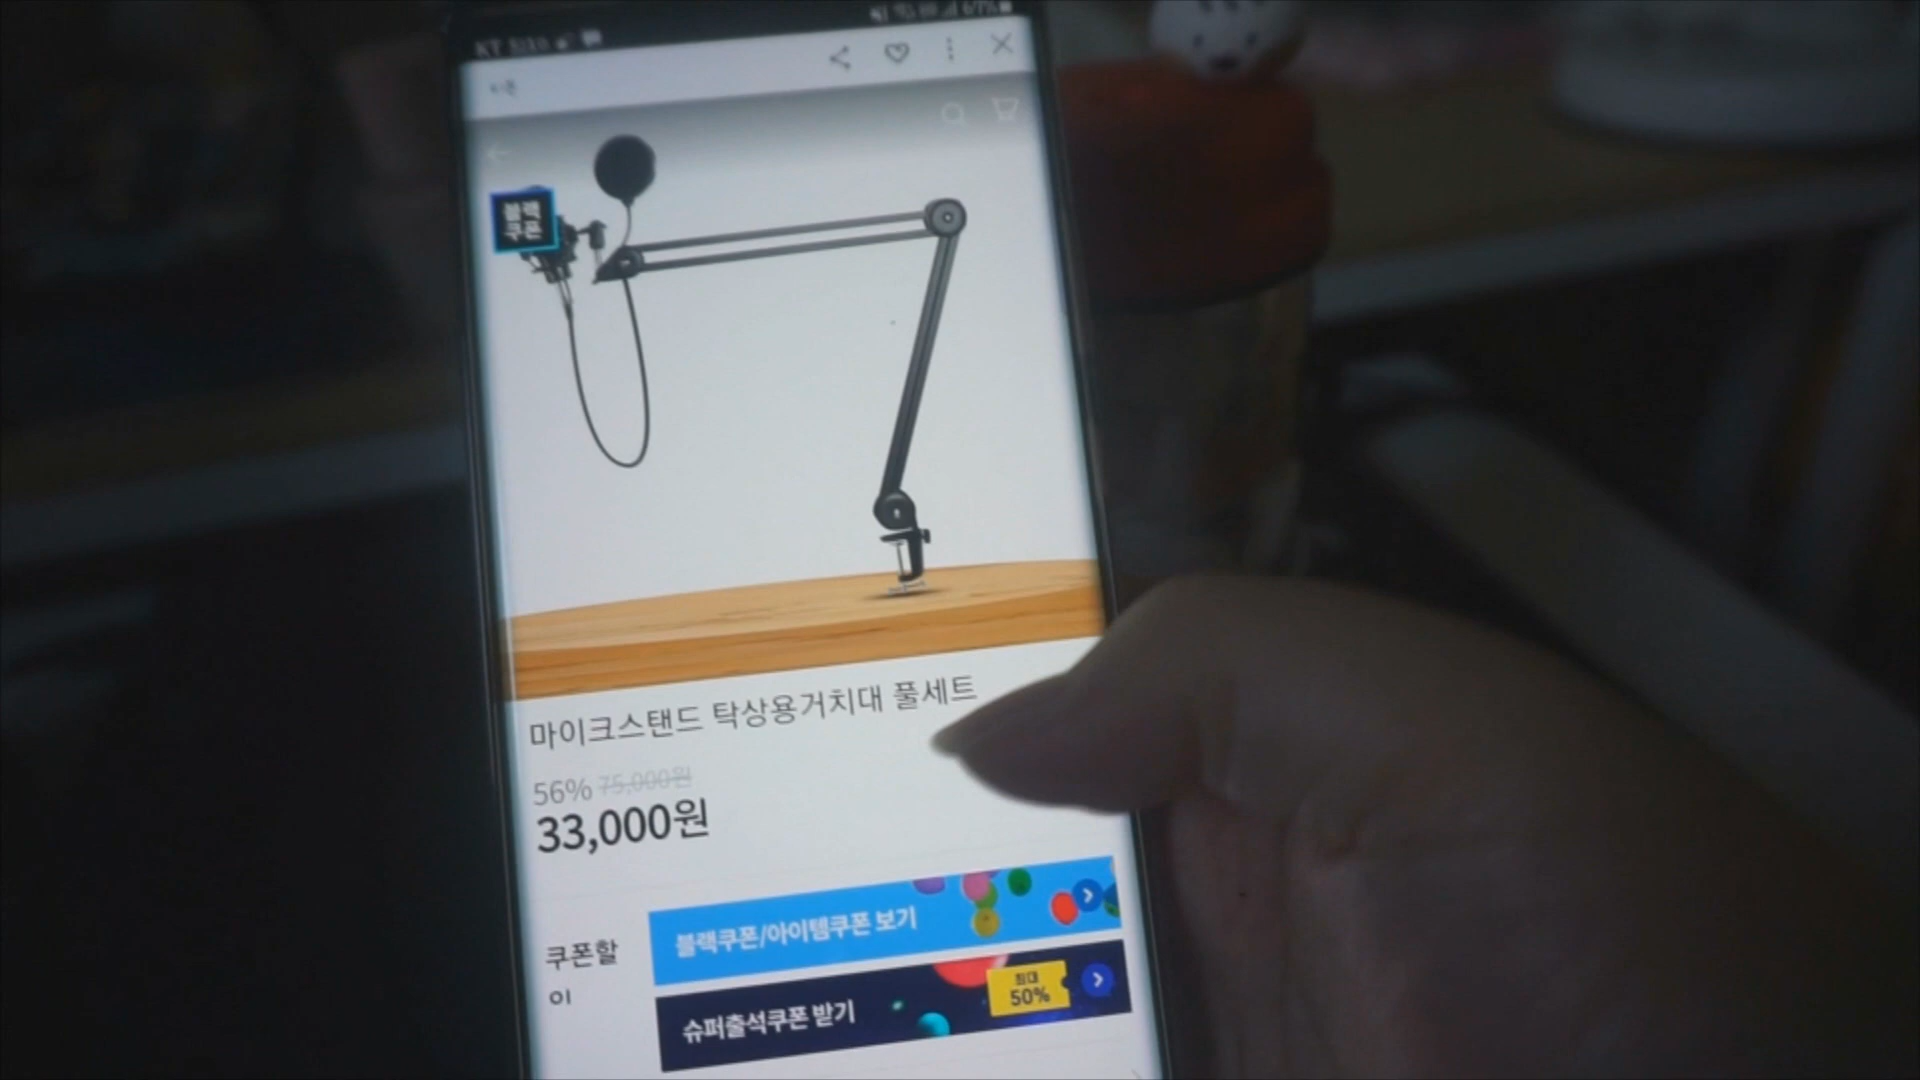 KT
블랙
쿠폰
마이크스탠드 탁상용거치대 풀세트
56% 75,000원
33,000원
쿠폰할
이
블랙쿠폰/아이템쿠폰 보기
슈퍼출석쿠폰 받기
최대
50%